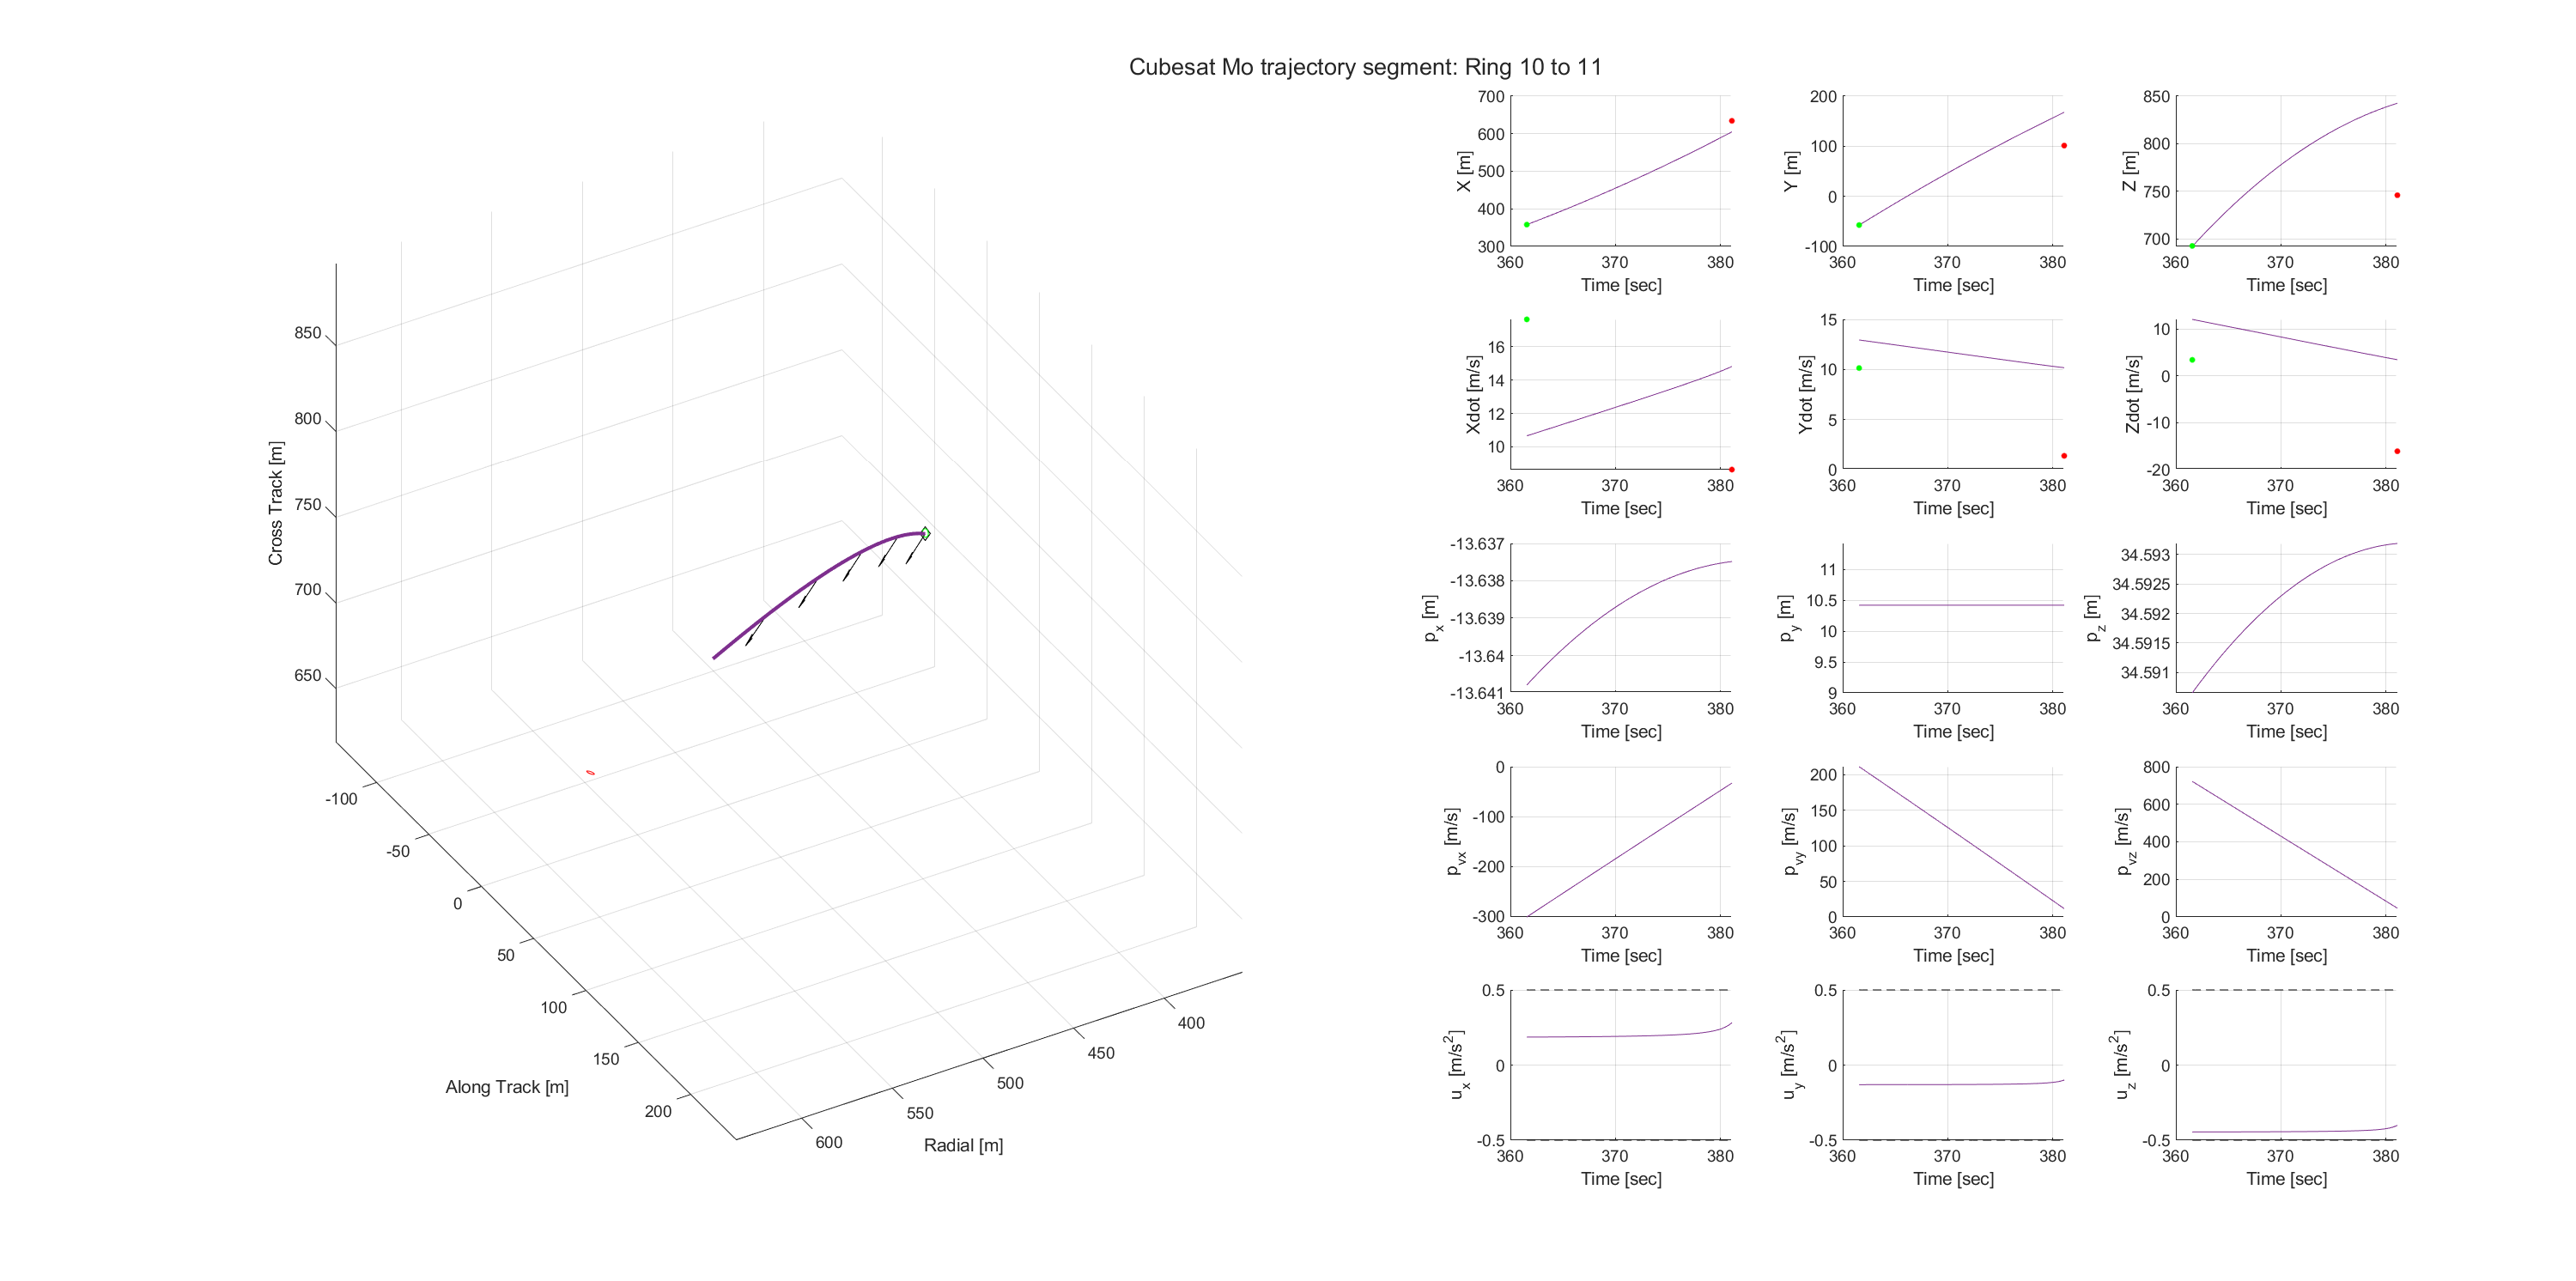 Cubesat Mo trajectory segment: Ring 10 to 11
850
800
750
700
650
Cross Track [m]
-100
-50
0
50
100
150
200
Along Track [m]
600
550
500
450
400
Radial [m]
700
600
500
400
300
X [m]
360 370 380
Time [sec]
200
100
0
-100
Y [m]
360 370 380
Time [sec]
850
800
750
700
Z [m]
360 370 380
Time [sec]
16
14
12
10
Xdot [m/s]
360 370 380
Time [sec]
15
10
5
0
Ydot [m/s]
360 370 380
Time [sec]
10
0
-10
-20
Zdot [m/s]
360 370 380
Time [sec]
-13.637
-13.638
-13.639
-13.64
-13.641
p_x [m]
360 370 380
Time [sec]
11
10.5
10
9.5
9
p_y [m]
360 370 380
Time [sec]
34.593
34.5925
34.592
34.5915
34.591
p_z [m]
360 370 380
Time [sec]
0
-100
-200
-300
p_vx [m/s]
360 370 380
Time [sec]
200
150
100
50
0
p_vy [m/s]
360 370 380
Time [sec]
800
600
400
200
0
p_vz [m/s]
360 370 380
Time [sec]
0.5
0
-0.5
u_x [m/s²]
360 370 380
Time [sec]
0.5
0
-0.5
u_y [m/s²]
360 370 380
Time [sec]
0.5
0
-0.5
u_z [m/s²]
360 370 380
Time [sec]